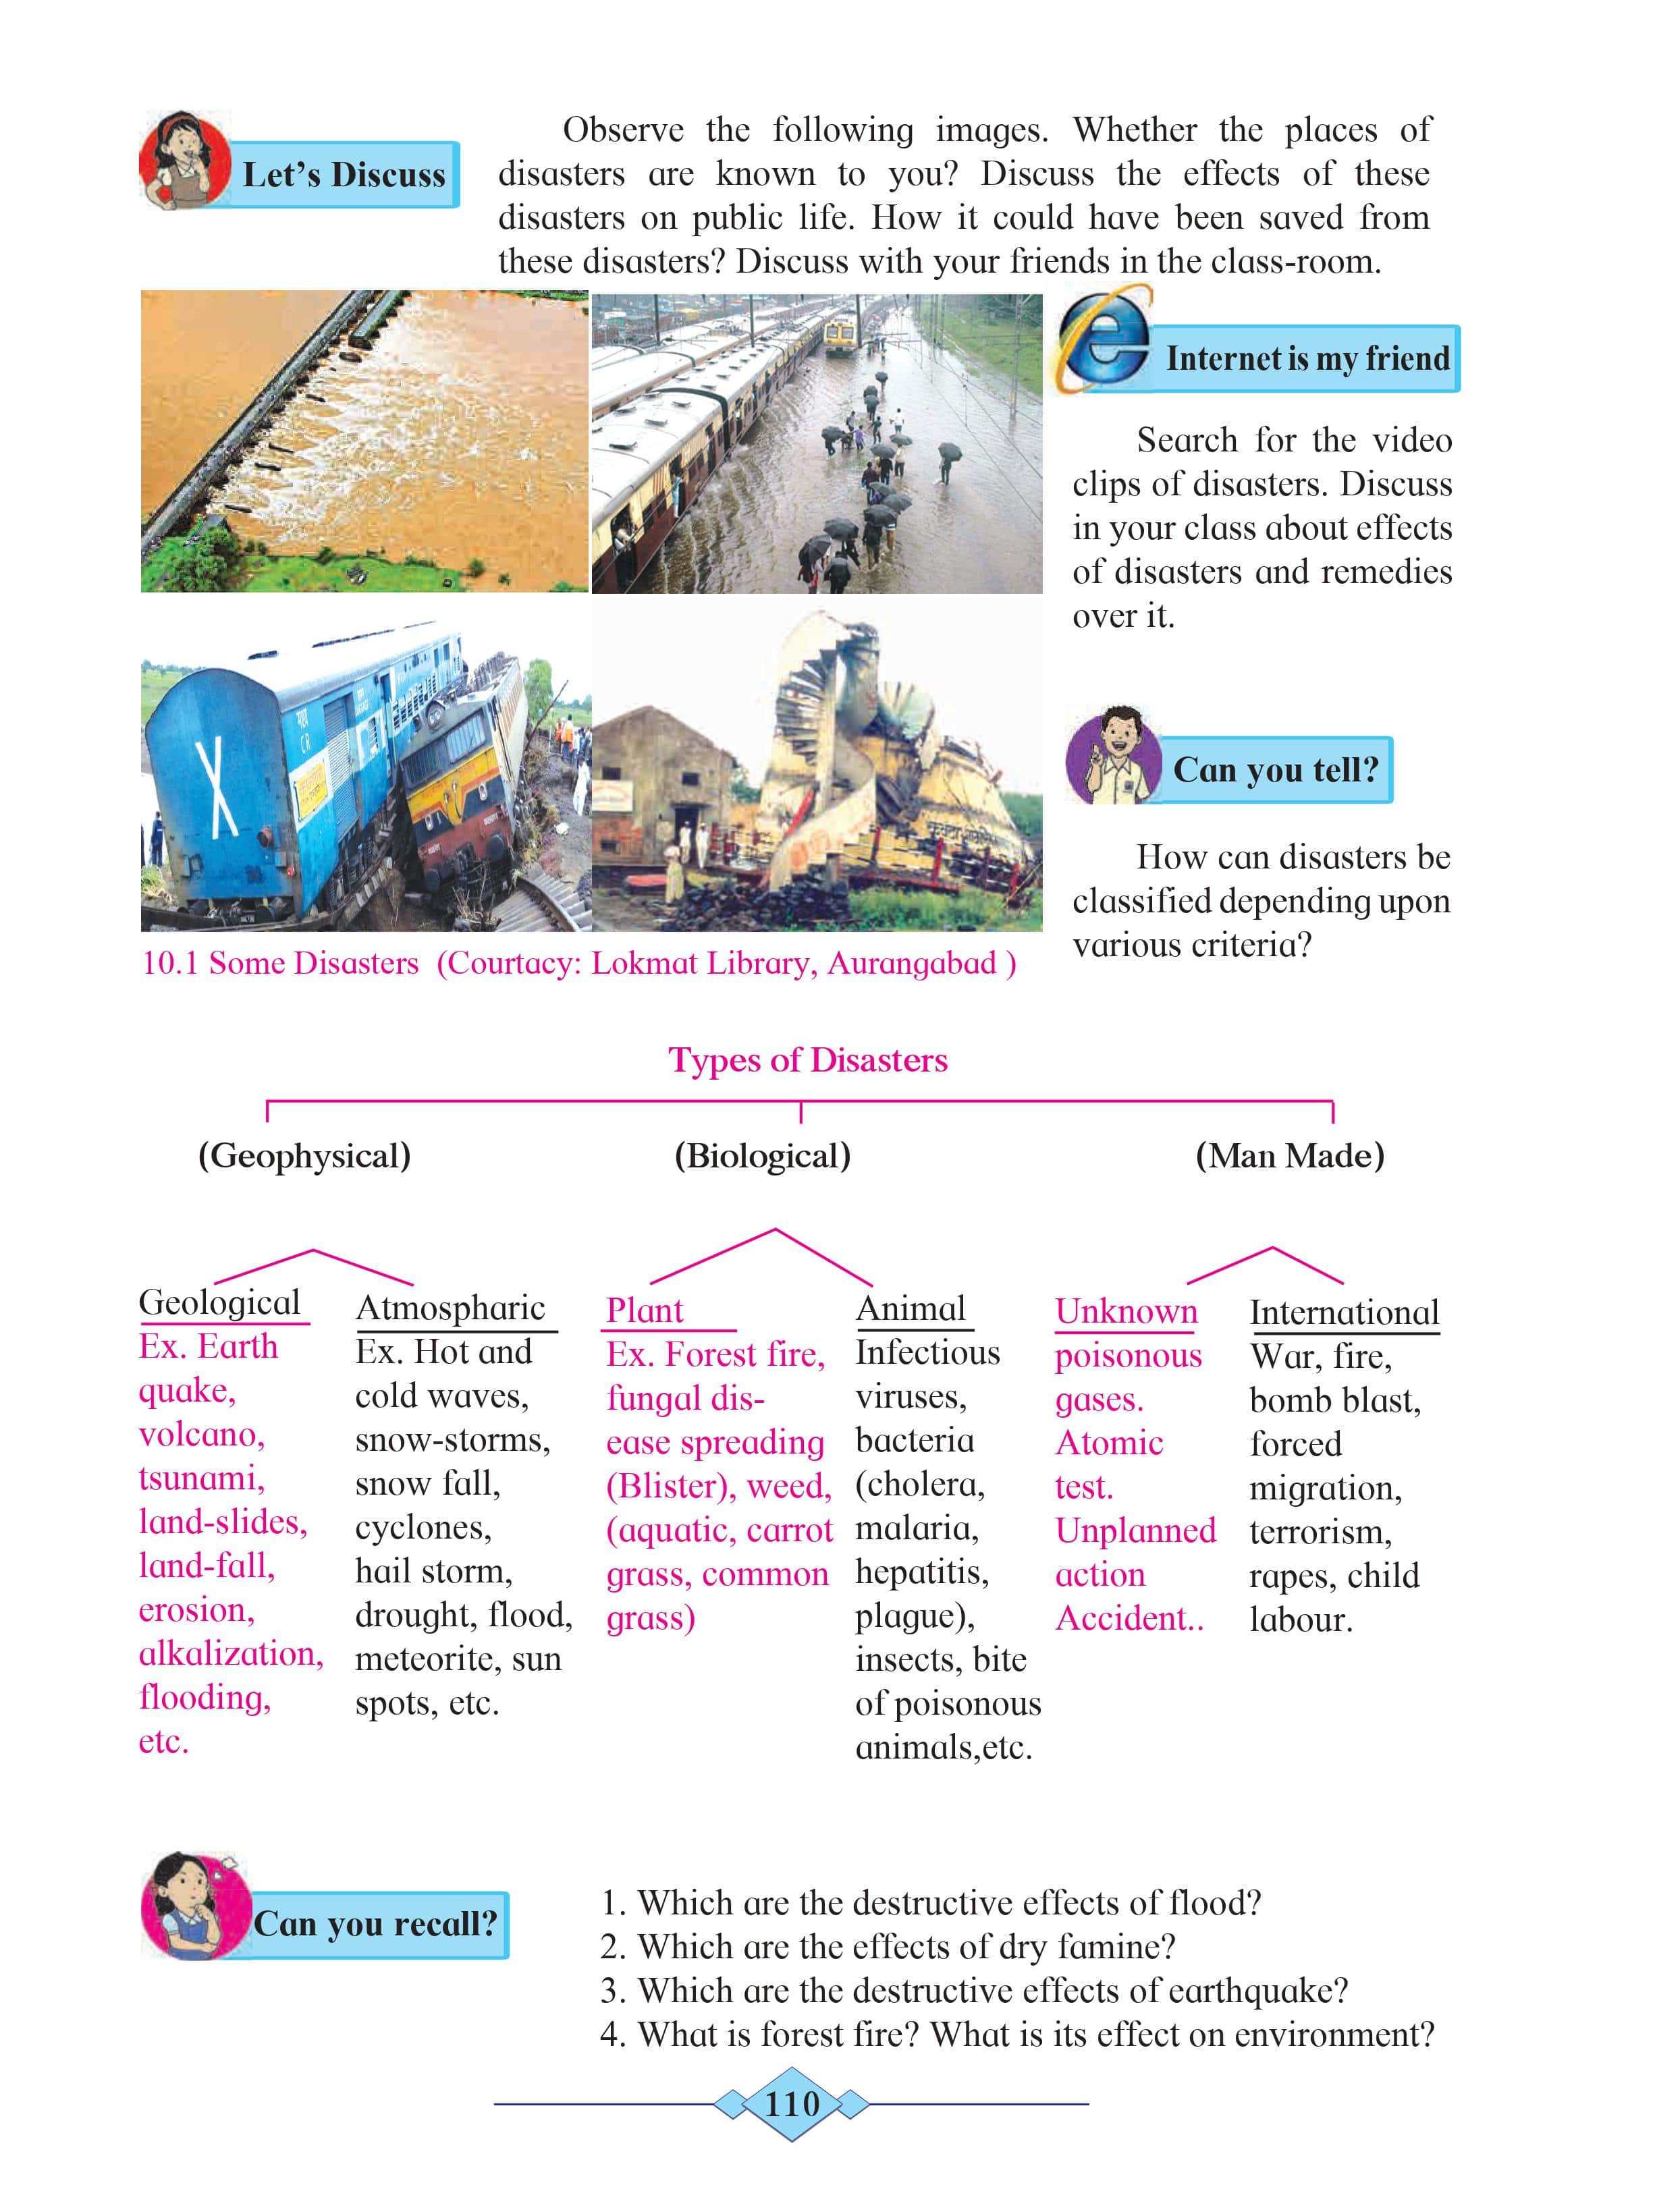 Let's Discuss
Observe the following images. Whether the places of
disasters are known to you? Discuss the effects of these
disasters on public life. How it could have been saved from
these disasters? Discuss with your friends in the class-room.
Internet is my friend
Search for the video
clips of disasters. Discuss
in your class about effects
of disasters and remedies
over it.
C R
Can you tell?
How can disasters be
classified depending upon
various criteria?
10.1 Some Disasters (Courtacy: Lokmat Library, Aurangabad )
Types of Disasters
(Geophysical)
(Biological)
(Man Made)
Geological
Ex. Earth
quake,
volcano,
tsunami,
land-slides,
land-fall,
erosion,
alkalization,
flooding,
etc.
Atmospharic
Ex. Hot and
cold waves,
snow-storms,
snow fall,
cyclones,
hail storm,
drought, flood,
meteorite, sun
spots, etc.
Plant
Ex. Forest fire,
fungal dis-
ease spreading
(Blister), weed,
(aquatic, carrot
grass, common
grass)
Animal
Infectious
viruses,
bacteria
(cholera,
malaria,
hepatitis,
plague),
insects, bite
of poisonous
animals,etc.
Unknown
poisonous
gases.
Atomic
test.
Unplanned
action
Accident..
International
War, fire,
bomb blast,
forced
migration,
terrorism,
rapes, child
labour.
Can you recall?
1. Which are the destructive effects of flood?
2. Which are the effects of dry famine?
3. Which are the destructive effects of earthquake?
4. What is forest fire? What is its effect on environment?
110